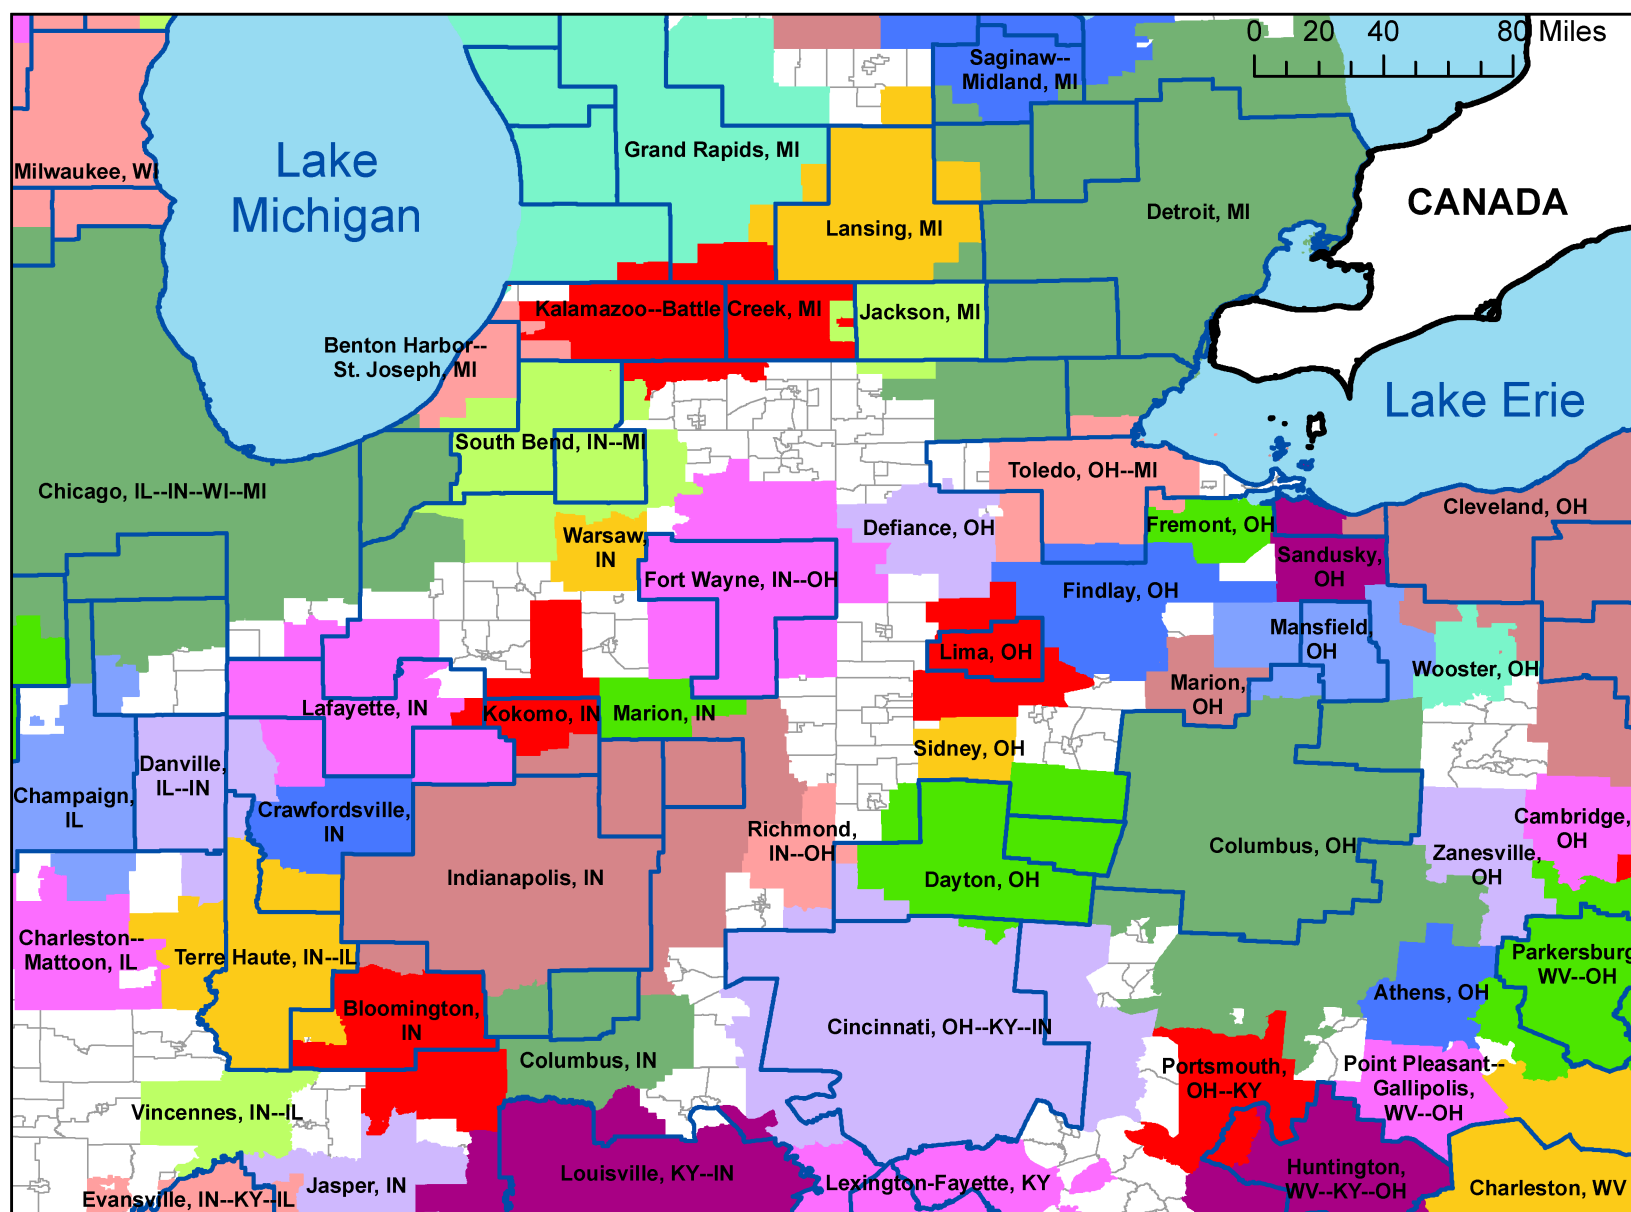 0 20 40 80 Miles
Saginaw--
Midland, MI
Lake
Michigan
Grand Rapids, MI
Milwaukee, WI
CANADA
Detroit, MI
Lansing, MI
Kalamazoo--Battle Creek, MI
Jackson, MI
Benton Harbor--
St. Joseph, MI
Lake Erie
South Bend, IN--MI
Toledo, OH--MI
Chicago, IL--IN--WI--MI
Cleveland, OH
Defiance, OH
Fremont, OH
Warsaw,
IN
Sandusky,
OH
Fort Wayne, IN--OH
Findlay, OH
Mansfield,
OH
Lima, OH
Wooster, OH
Marion,
OH
Lafayette, IN
Kokomo, IN
Marion, IN
Sidney, OH
Danville,
IL--IN
Champaign,
IL
Crawfordsville,
IN
Cambridge,
OH
Richmond,
IN--OH
Columbus, OH
Zanesville,
OH
Indianapolis, IN
Dayton, OH
Charleston--
Mattoon, IL
Terre Haute, IN--IL
Parkersburg,
WV--OH
Athens, OH
Bloomington,
IN
Cincinnati, OH--KY--IN
Columbus, IN
Portsmouth,
OH--KY
Point Pleasant--
Gallipolis,
WV--OH
Vincennes, IN--IL
Louisville, KY--IN
Lexington-Fayette, KY
Huntington,
WV--KY--OH
Jasper, IN
Evansville, IN--KY--IL
Charleston, WV